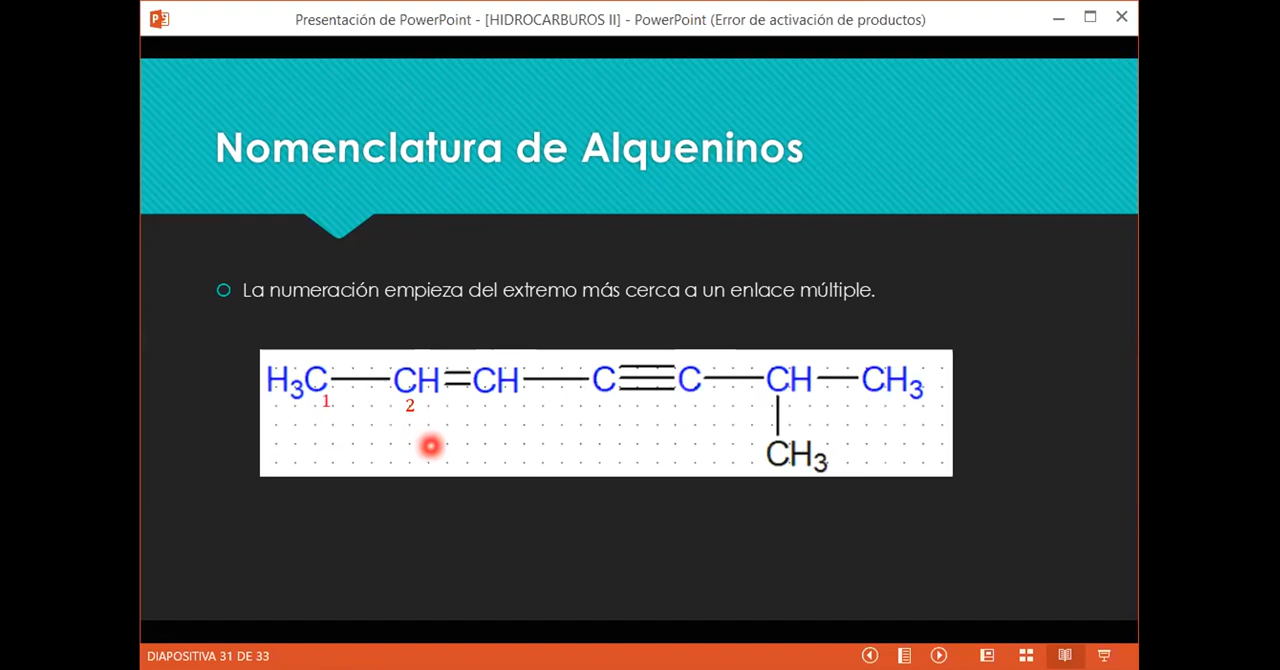 Presentación de PowerPoint - [HIDROCARBUROS II] - PowerPoint (Error de activación de productos)
Nomenclatura de Alqueninos
La numeración empieza del extremo más cerca a un enlace múltiple.
H₃C—CH=CH—C≡C—CH—CH₃
1 2
CH₃
DIAPOSITIVA 31 DE 33